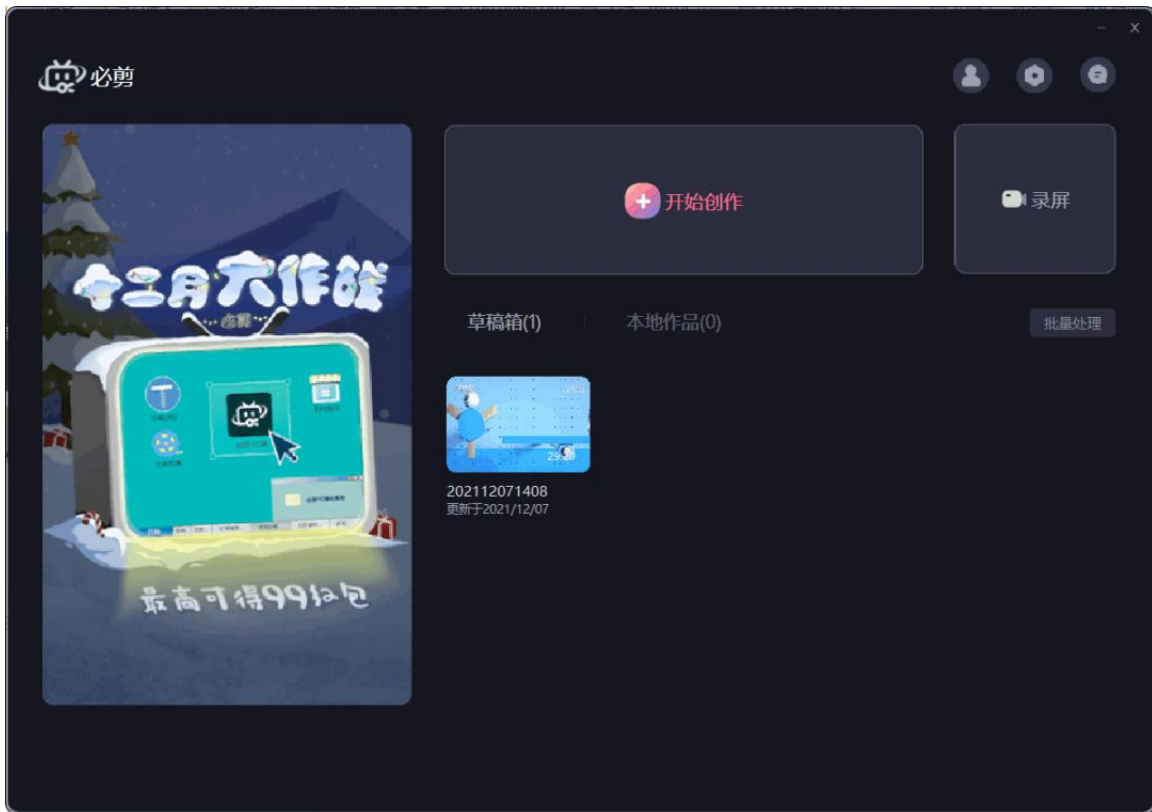 必剪
十二月大作战
必剪
最高可得99红包
开始创作
录屏
草稿箱(1)
本地作品(0)
批量处理
202112071408
更新于2021/12/07